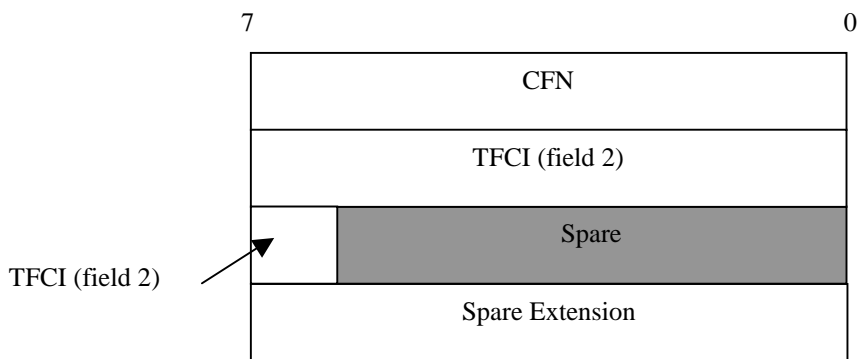 7 0
CFN
TFCI (field 2)
Spare
TFCI (field 2)
Spare Extension